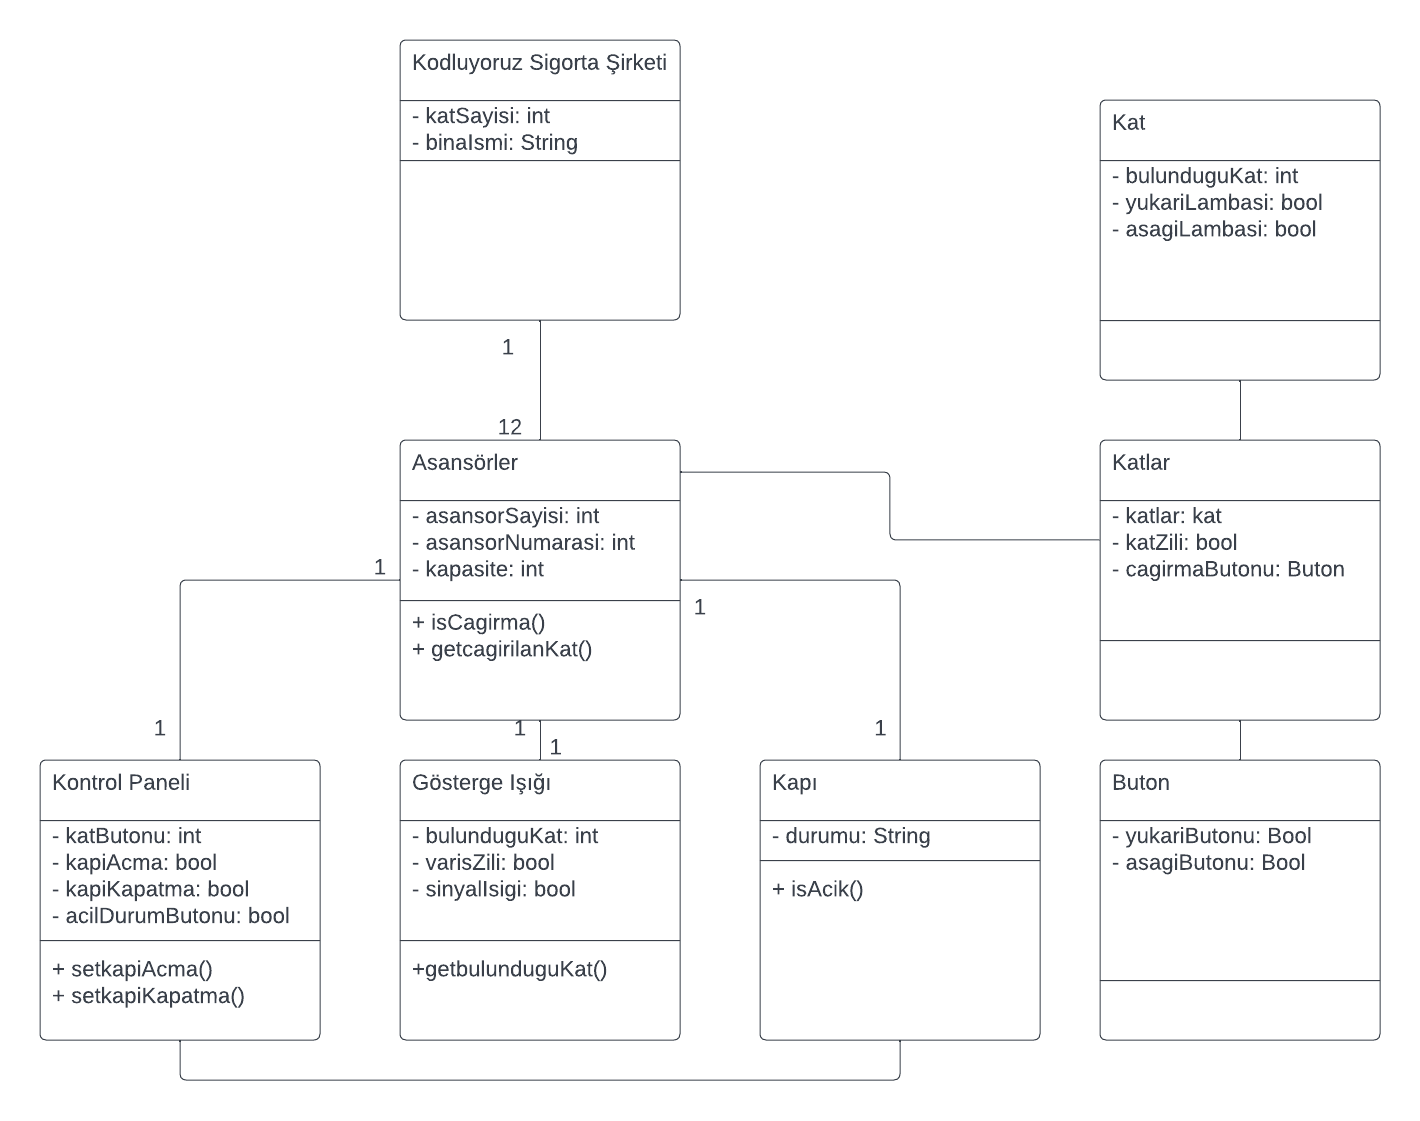 Kodluyoruz Sigorta Şirketi
- katSayisi: int
- binaIsmi: String
Kat
- bulunduguKat: int
- yukariLambasi: bool
- asagiLambasi: bool
1
12
Asansörler
- asansorSayisi: int
- asansorNumarasi: int
- kapasite: int
+ isCagirma()
+ getcagirilanKat()
Katlar
- katlar: kat
- katZili: bool
- cagirmaButonu: Buton
1
1
1
1
1
1
Kontrol Paneli
- katButonu: int
- kapiAcma: bool
- kapiKapatma: bool
- acilDurumButonu: bool
+ setkapiAcma()
+ setkapiKapatma()
Gösterge Işığı
- bulunduguKat: int
- varisZili: bool
- sinyalIsigi: bool
+getbulunduguKat()
Kapı
- durumu: String
+ isAcik()
Buton
- yukariButonu: Bool
- asagiButonu: Bool